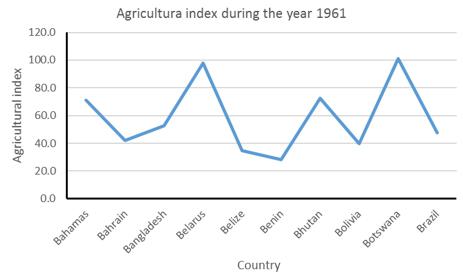 Agricultura index during the year 1961
120.0
100.0
80.0
60.0
40.0
20.0
0.0
Agricultural index
Bahamas
Bahrain
Bangladesh
Belarus
Belize
Benin
Bhutan
Bolivia
Botswana
Brazil
Country